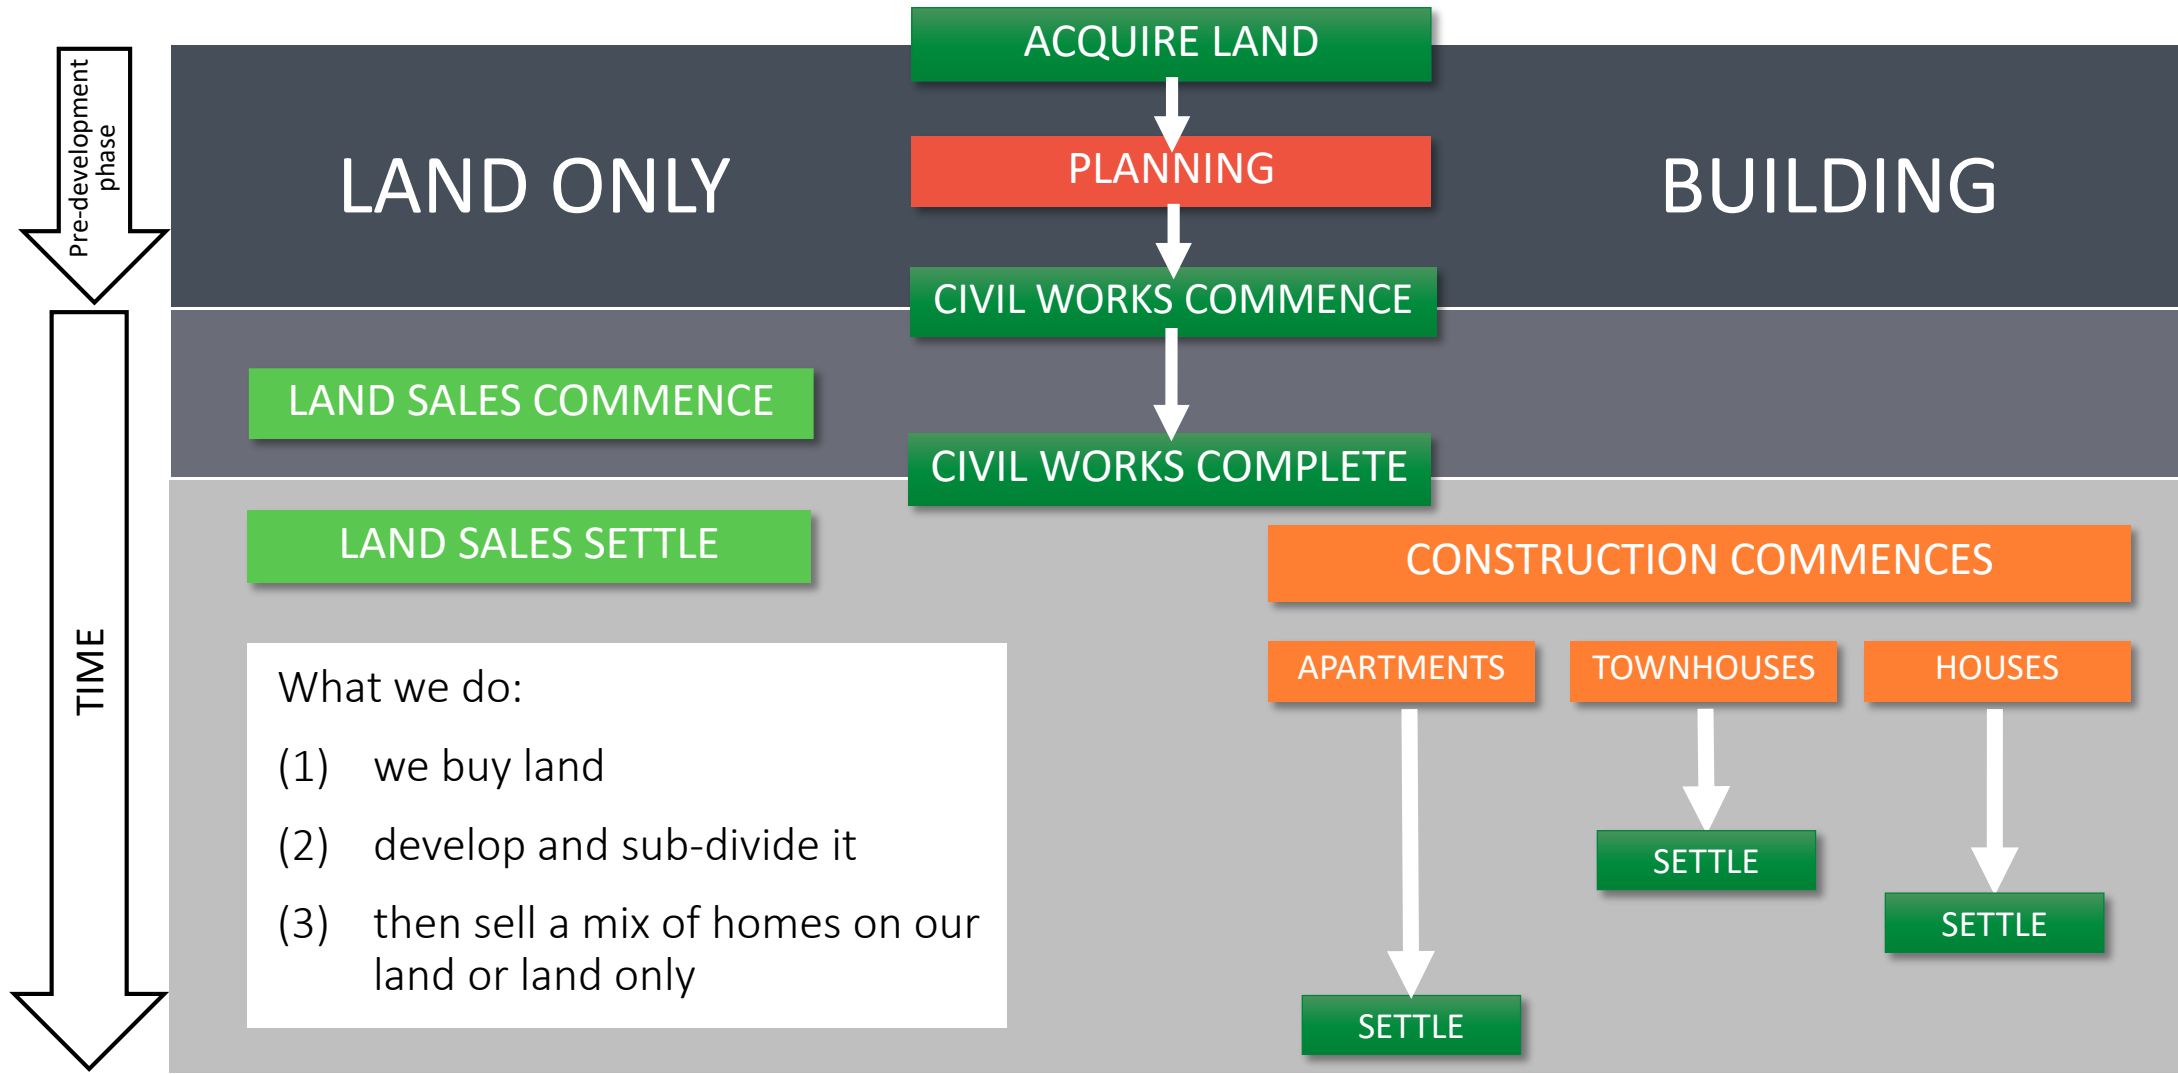 ACQUIRE LAND
Pre-development
phase
LAND ONLY
PLANNING
BUILDING
CIVIL WORKS COMMENCE
LAND SALES COMMENCE
CIVIL WORKS COMPLETE
LAND SALES SETTLE
CONSTRUCTION COMMENCES
TIME
What we do:
(1) we buy land
(2) develop and sub-divide it
(3) then sell a mix of homes on our
land or land only
APARTMENTS
TOWNHOUSES
HOUSES
SETTLE
SETTLE
SETTLE